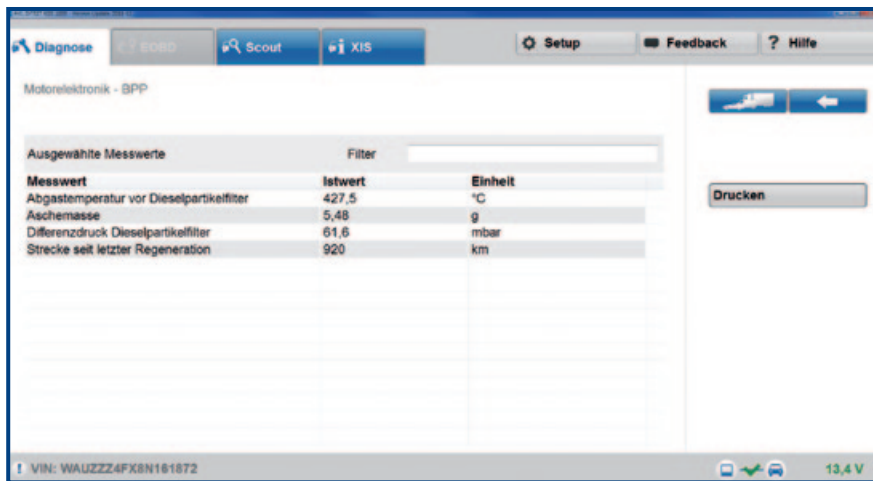 Diagnose EOBD Scout XIS Setup Feedback ? Hilfe
Motorelektronik - BPP
Ausgewählte Messwerte Filter
Messwert Istwert Einheit
Abgastemperatur vor Dieselpartikelfilter 427,5 °C
Aschemasse 5,48 g
Differenzdruck Dieselpartikelfilter 61,6 mbar
Strecke seit letzter Regeneration 920 km
Drucken
! VIN: WAUZZZ4FX8N161872 13,4 V